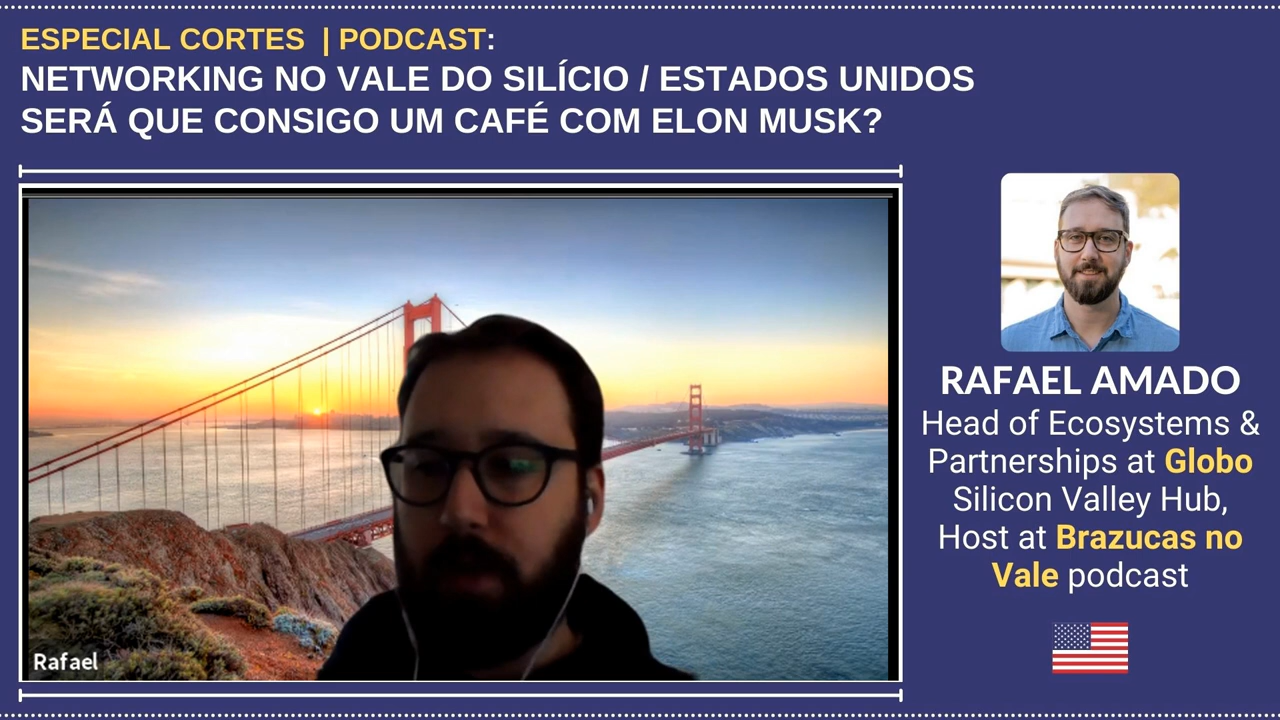 ESPECIAL CORTES | PODCAST:
NETWORKING NO VALE DO SILÍCIO / ESTADOS UNIDOS
SERÁ QUE CONSIGO UM CAFÉ COM ELON MUSK?
Rafael
RAFAEL AMADO
Head of Ecosystems &
Partnerships at Globo
Silicon Valley Hub,
Host at Brazucas no
Vale podcast